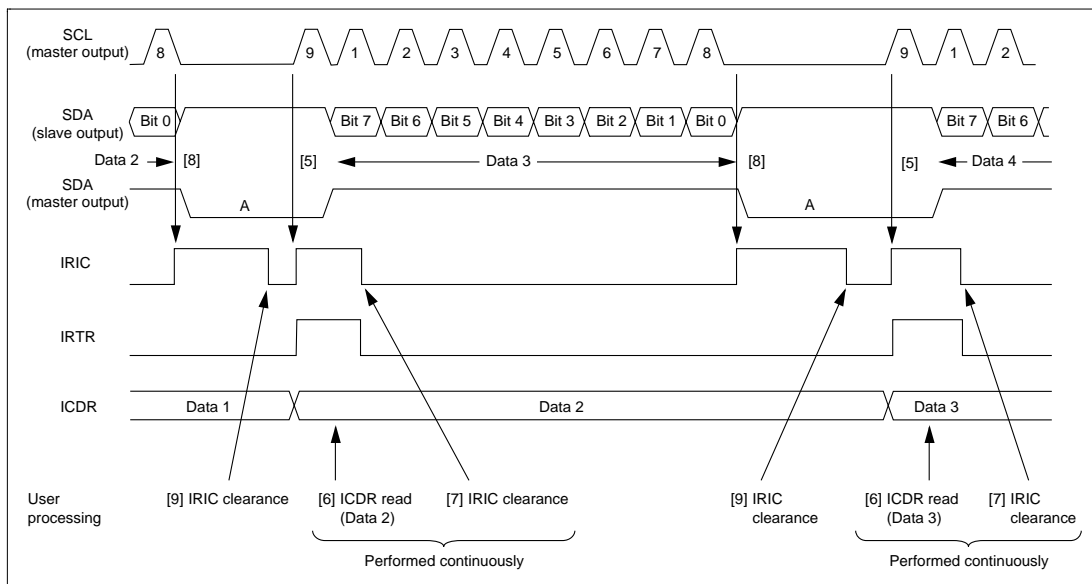 SCL
(master output)
8 9 1 2 3 4 5 6 7 8 9 1 2
SDA
(slave output)
Bit 0 Bit 7 Bit 6 Bit 5 Bit 4 Bit 3 Bit 2 Bit 1 Bit 0 Bit 7 Bit 6
Data 2 [8] [5] Data 3 [8] [5] Data 4
SDA
(master output)
A A
IRIC
IRTR
ICDR
Data 1 Data 2 Data 3
User
processing
[9] IRIC clearance
[6] ICDR read
(Data 2)
[7] IRIC clearance
Performed continuously
[9] IRIC
clearance
[6] ICDR read
(Data 3)
[7] IRIC
clearance
Performed continuously